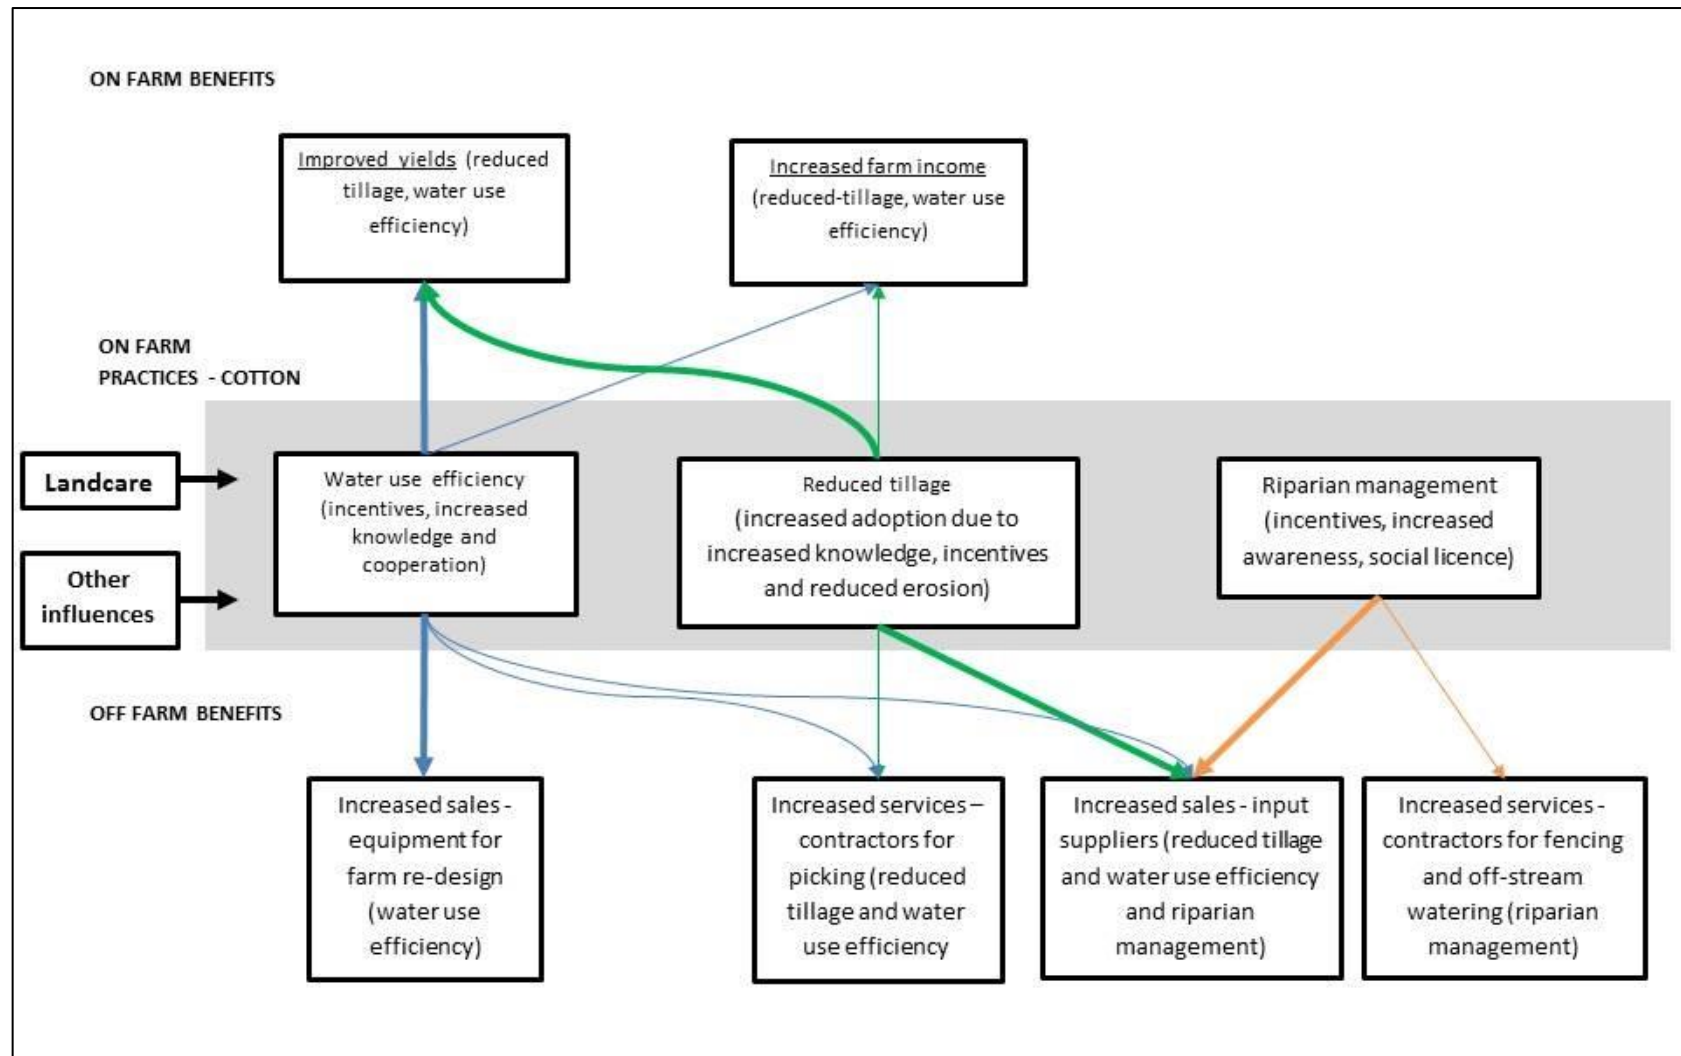 ON FARM BENEFITS
Improved yields (reduced
tillage, water use
efficiency)
Increased farm income
(reduced-tillage, water use
efficiency)
ON FARM
PRACTICES - COTTON
Landcare
Other
influences
Water use efficiency
(incentives, increased
knowledge and
cooperation)
Reduced tillage
(increased adoption due to
increased knowledge, incentives
and reduced erosion)
Riparian management
(incentives, increased
awareness, social licence)
OFF FARM BENEFITS
Increased sales -
equipment for
farm re-design
(water use
efficiency)
Increased services –
contractors for
picking (reduced
tillage and water
use efficiency
Increased sales - input
suppliers (reduced tillage
and water use efficiency
and riparian
management)
Increased services -
contractors for fencing
and off-stream
watering (riparian
management)